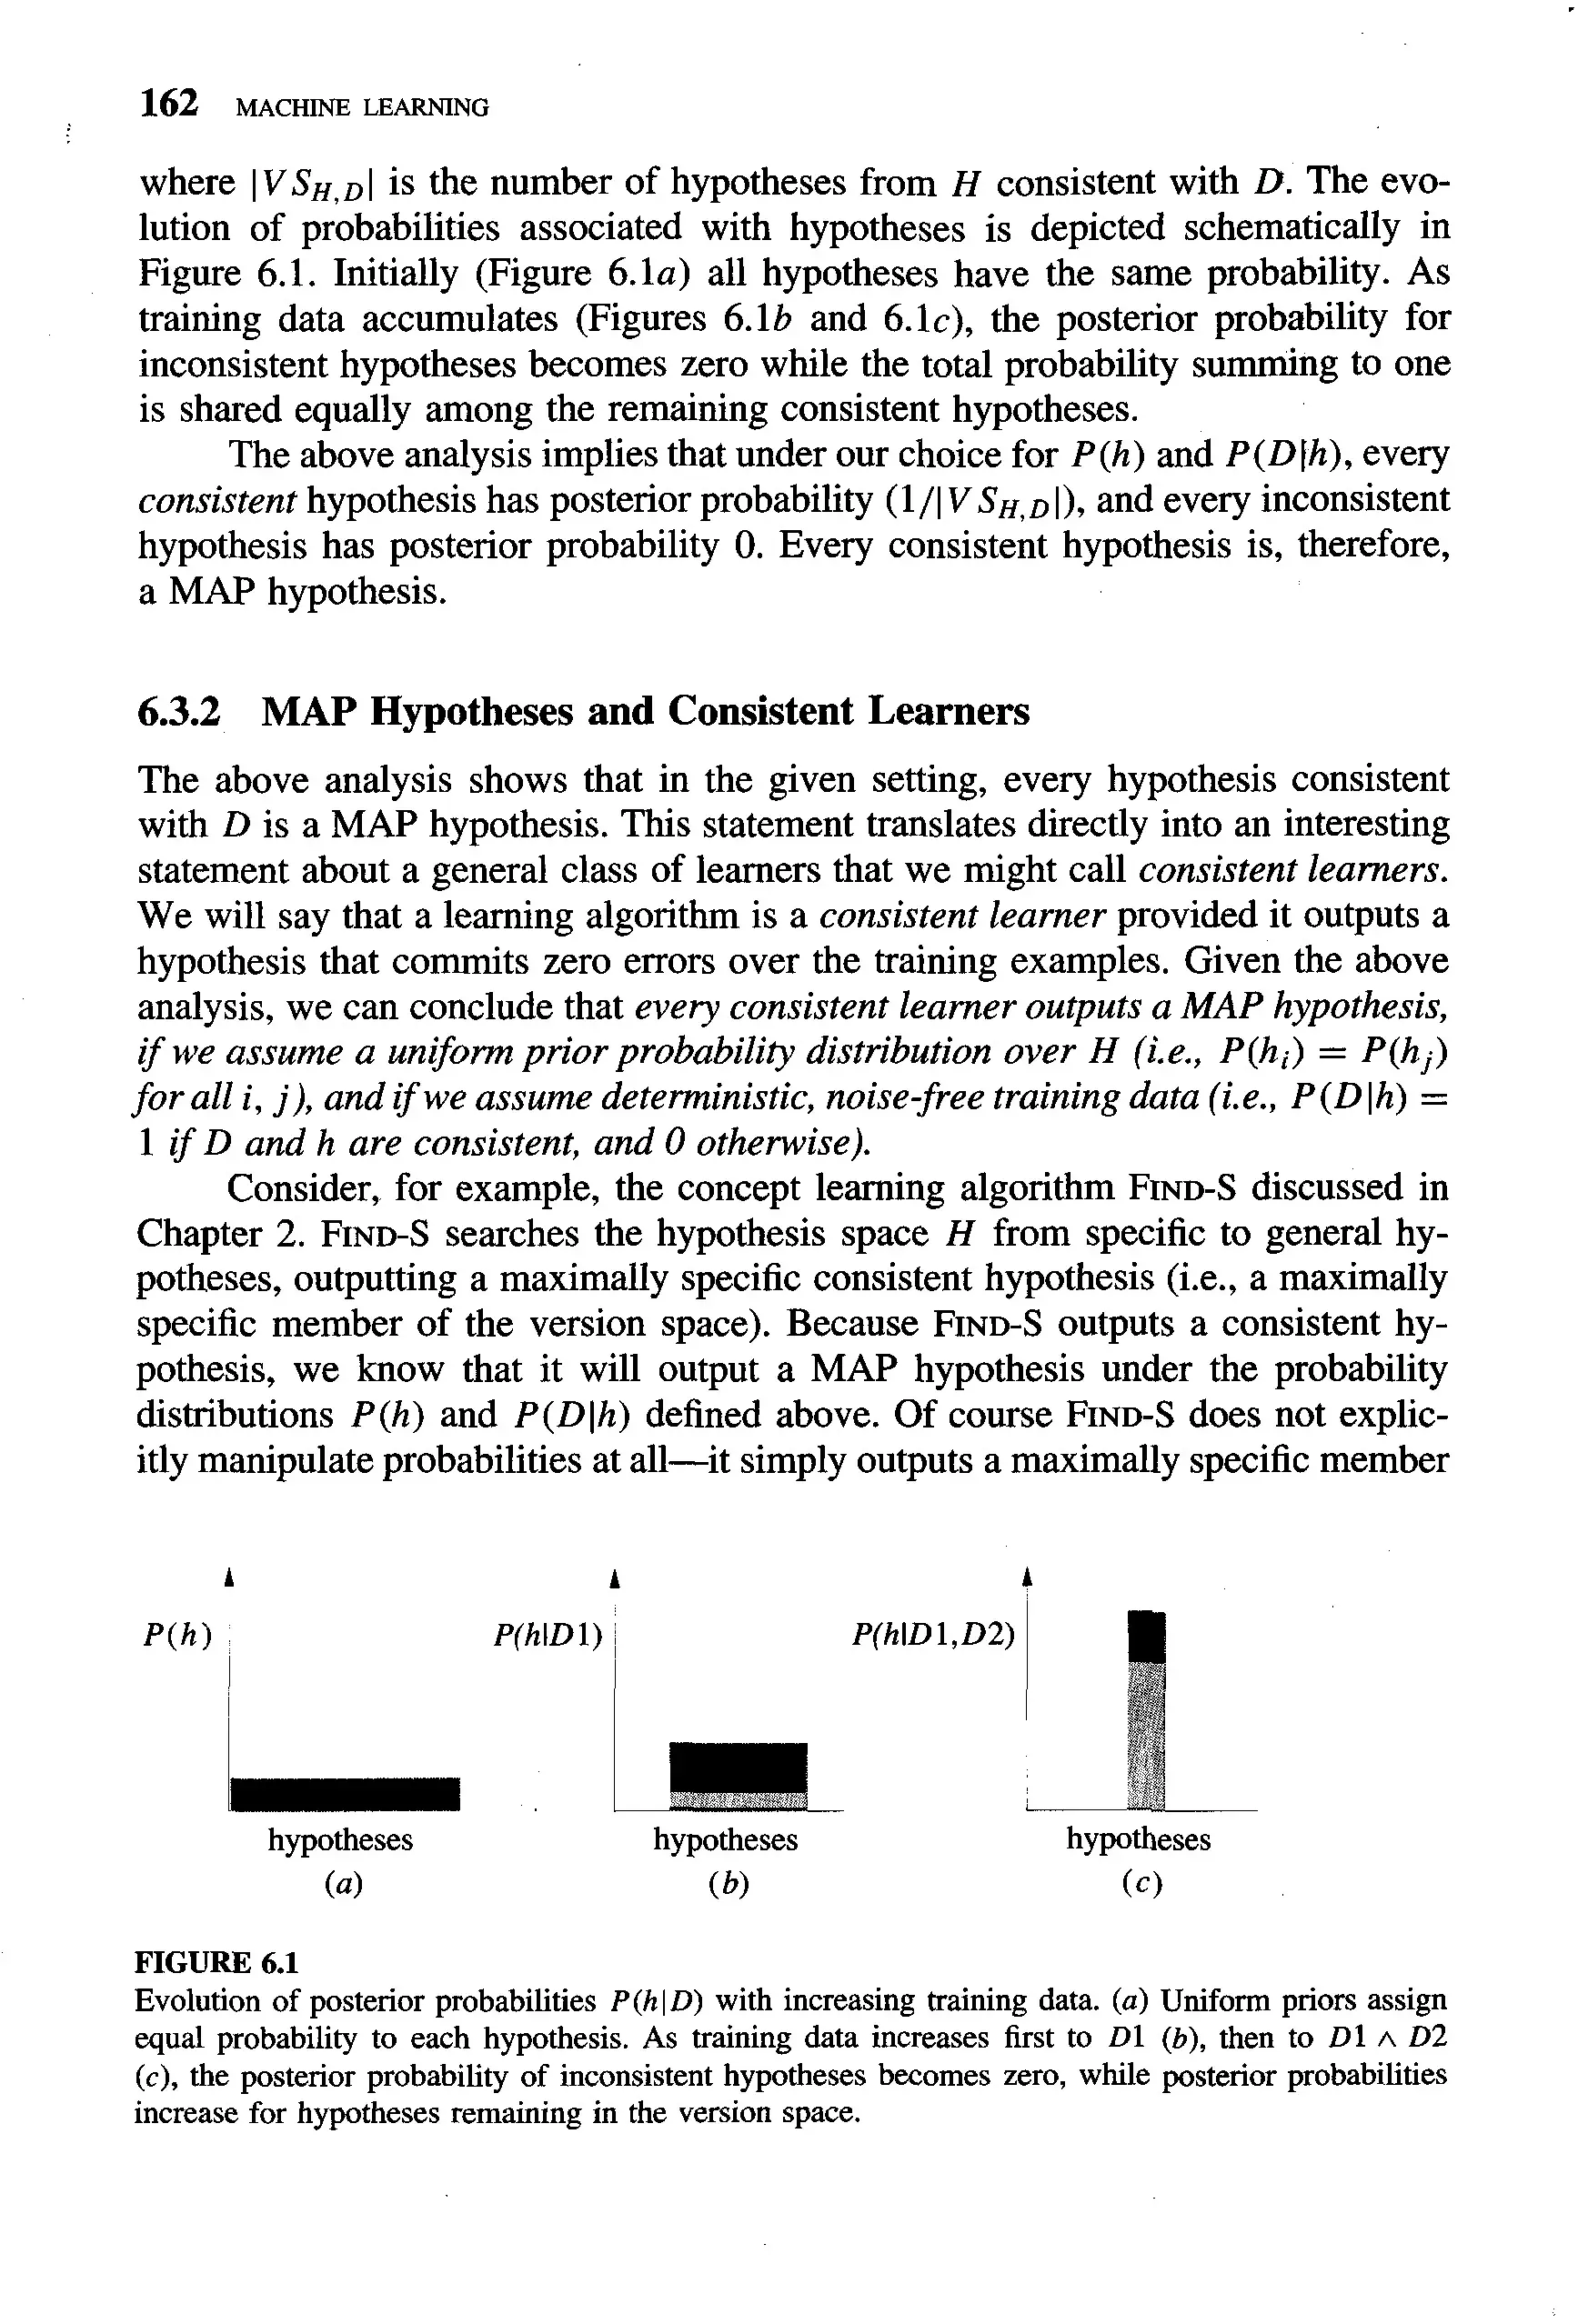 162 MACHINE LEARNING
where |VS_{H,D}| is the number of hypotheses from H consistent with D. The evo-
lution of probabilities associated with hypotheses is depicted schematically in
Figure 6.1. Initially (Figure 6.1a) all hypotheses have the same probability. As
training data accumulates (Figures 6.1b and 6.1c), the posterior probability for
inconsistent hypotheses becomes zero while the total probability summing to one
is shared equally among the remaining consistent hypotheses.
The above analysis implies that under our choice for P(h) and P(D|h), every
consistent hypothesis has posterior probability (1/|VS_{H,D}|), and every inconsistent
hypothesis has posterior probability 0. Every consistent hypothesis is, therefore,
a MAP hypothesis.
6.3.2 MAP Hypotheses and Consistent Learners
The above analysis shows that in the given setting, every hypothesis consistent
with D is a MAP hypothesis. This statement translates directly into an interesting
statement about a general class of learners that we might call consistent learners.
We will say that a learning algorithm is a consistent learner provided it outputs a
hypothesis that commits zero errors over the training examples. Given the above
analysis, we can conclude that every consistent learner outputs a MAP hypothesis,
if we assume a uniform prior probability distribution over H (i.e., P(h_i) = P(h_j)
for all i, j), and if we assume deterministic, noise-free training data (i.e., P(D|h) =
1 if D and h are consistent, and 0 otherwise).
Consider, for example, the concept learning algorithm FIND-S discussed in
Chapter 2. FIND-S searches the hypothesis space H from specific to general hy-
potheses, outputting a maximally specific consistent hypothesis (i.e., a maximally
specific member of the version space). Because FIND-S outputs a consistent hy-
pothesis, we know that it will output a MAP hypothesis under the probability
distributions P(h) and P(D|h) defined above. Of course FIND-S does not explic-
itly manipulate probabilities at all—it simply outputs a maximally specific member
P(h) P(h|D1) P(h|D1,D2)
hypotheses hypotheses hypotheses
(a) (b) (c)
FIGURE 6.1
Evolution of posterior probabilities P(h|D) with increasing training data. (a) Uniform priors assign
equal probability to each hypothesis. As training data increases first to D1 (b), then to D1 ∧ D2
(c), the posterior probability of inconsistent hypotheses becomes zero, while posterior probabilities
increase for hypotheses remaining in the version space.